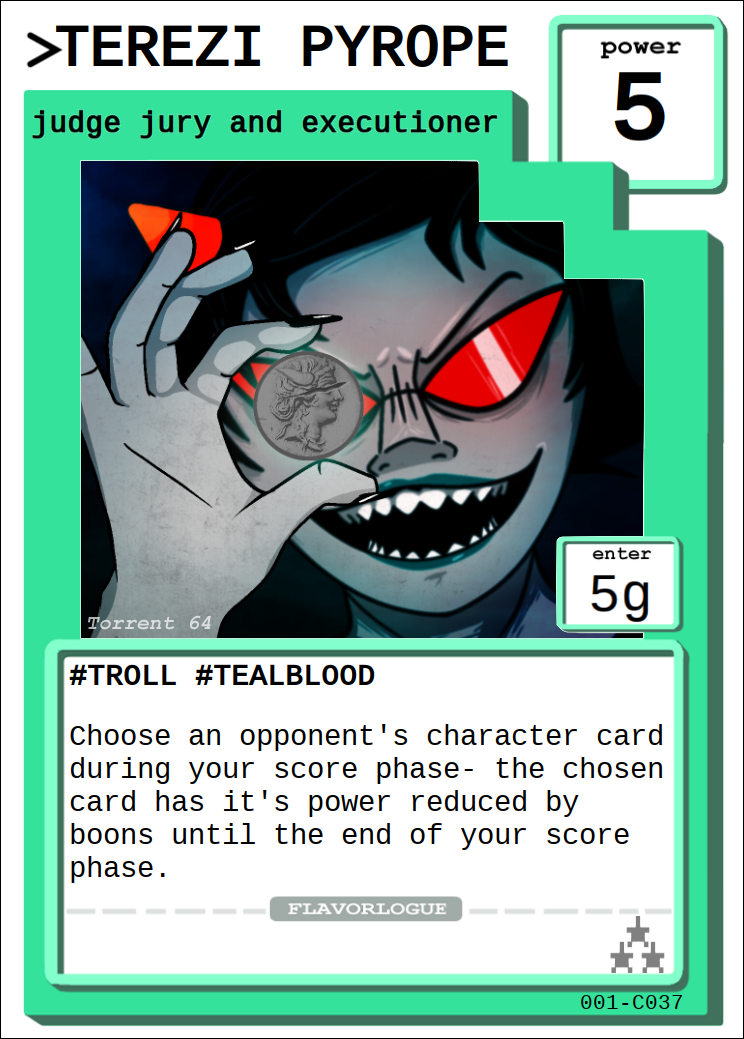 >TEREZI PYROPE
power
5
judge jury and executioner
Torrent 64
enter
5g
#TROLL #TEALBLOOD
Choose an opponent's character card
during your score phase- the chosen
card has it's power reduced by
boons until the end of your score
phase.
FLAVORLOGUE
001-C037